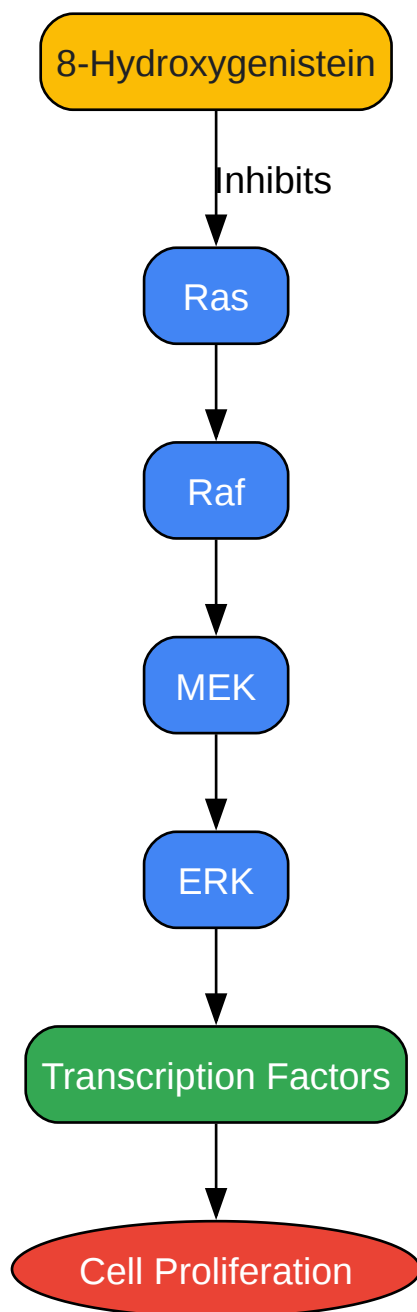 8-Hydroxygenistein
Inhibits
Ras
Raf
MEK
ERK
Transcription Factors
Cell Proliferation